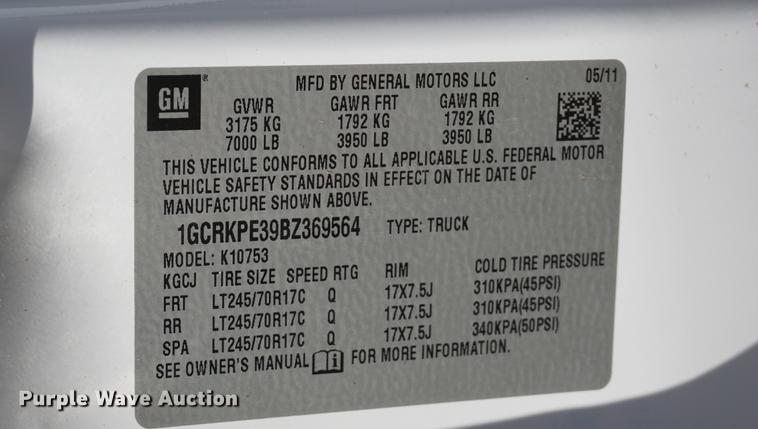 GM
MFD BY GENERAL MOTORS LLC 05/11
GVWR GAWR FRT GAWR RR
3175 KG 1792 KG 1792 KG
7000 LB 3950 LB 3950 LB
THIS VEHICLE CONFORMS TO ALL APPLICABLE U.S. FEDERAL MOTOR
VEHICLE SAFETY STANDARDS IN EFFECT ON THE DATE OF
MANUFACTURE SHOWN ABOVE.
1GCRKPE39BZ369564 TYPE: TRUCK
MODEL: K10753
KGCJ TIRE SIZE SPEED RTG RIM COLD TIRE PRESSURE
FRT LT245/70R17C Q 17X7.5J 310KPA(45PSI)
RR LT245/70R17C Q 17X7.5J 310KPA(45PSI)
SPA LT245/70R17C Q 17X7.5J 340KPA(50PSI)
SEE OWNER'S MANUAL FOR MORE INFORMATION.
Purple Wave Auction